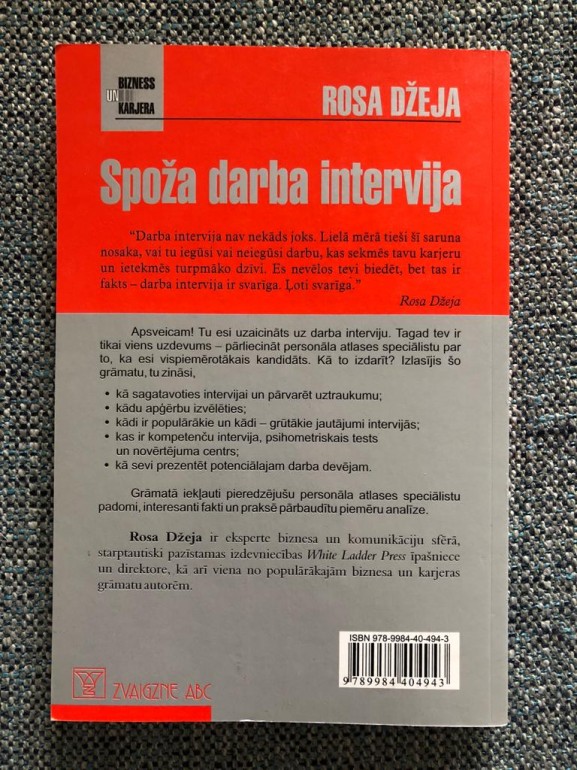 BIZNESS
UN
KARJERA
ROSA DŽEJA
Spoža darba intervija
“Darba intervija nav nekāds joks. Lielā mērā tieši šī saruna
nosaka, vai tu iegūsi vai neiegūsi darbu, kas sekmēs tavu karjeru
un ietekmēs turpmāko dzīvi. Es nevēlos tevi biedēt, bet tas ir
fakts – darba intervija ir svarīga. Ļoti svarīga.”
Rosa Džeja
Apsveicam! Tu esi uzaicināts uz darba interviju. Tagad tev ir
tikai viens uzdevums – pārliecināt personāla atlases speciālistu par
to, ka esi vispiemērotākais kandidāts. Kā to izdarīt? Izlasījis šo
grāmatu, tu zināsi,
• kā sagatavoties intervijai un pārvarēt uztraukumu;
• kādu apģērbu izvēlēties;
• kādi ir populārākie un kādi – grūtākie jautājumi intervijās;
• kas ir kompetenču intervija, psihometriskais tests
un novērtējuma centrs;
• kā sevi prezentēt potenciālajam darba devējam.
Grāmatā iekļauti pieredzējušu personāla atlases speciālistu
padomi, interesanti fakti un praksē pārbaudītu piemēru analīze.
Rosa Džeja ir eksperte biznesa un komunikāciju sfērā,
starptautiski pazīstamas izdevniecības White Ladder Press īpašniece
un direktore, kā arī viena no populārākajām biznesa un karjeras
grāmatu autorēm.
ISBN 978-9984-40-494-3
9 789984 404943
ZVAIGZNE ABC